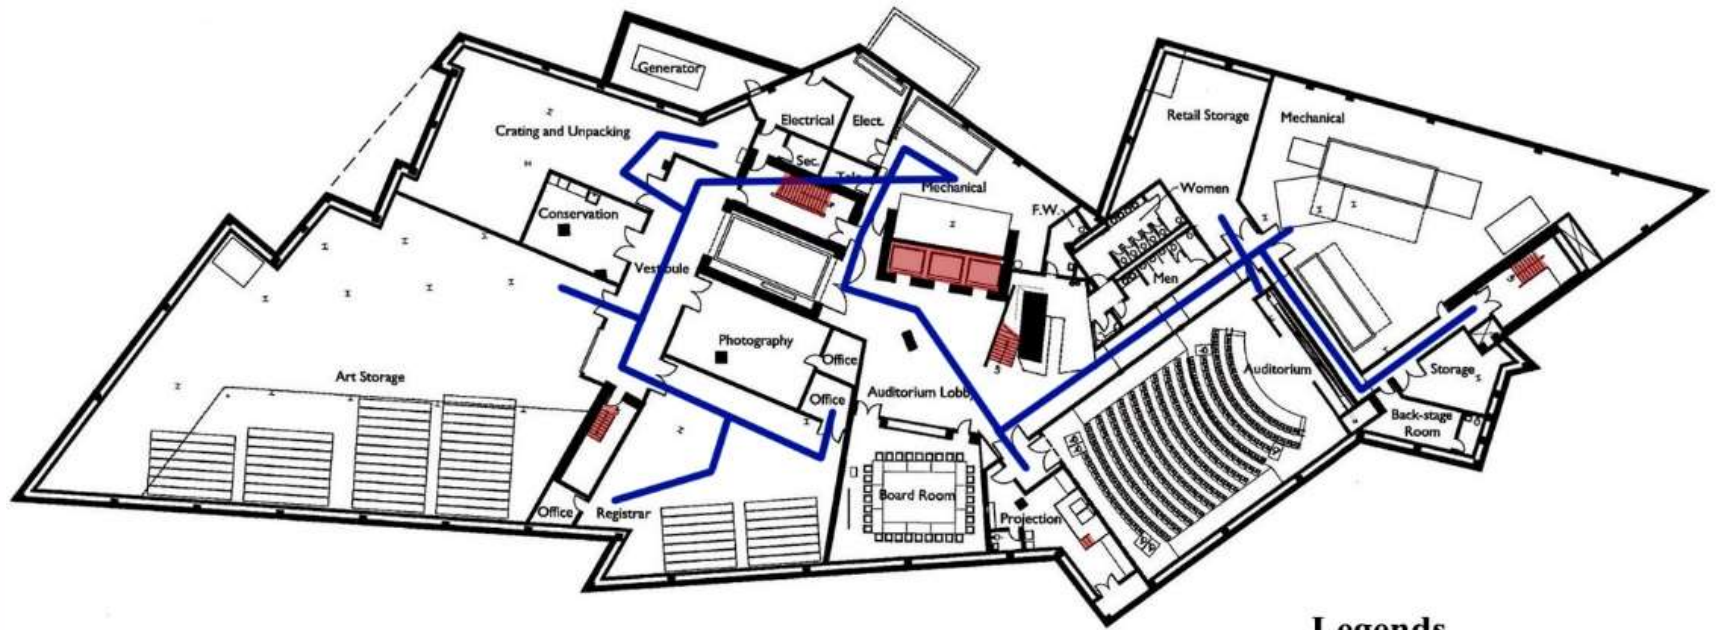 Generator
Crating and Unpacking
Electrical
Elect.
Sec.
Tele.
Mechanical
Retail Storage
Mechanical
Women
F.W.
Men
Conservation
Vestibule
Photography
Office
Office
Auditorium Lobby
Auditorium
Storage
Back-stage
Room
Art Storage
Board Room
Projection
Office
Registrar
Legends